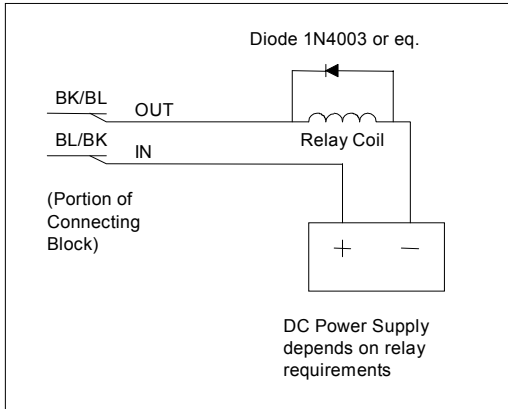 Diode 1N4003 or eq.
BK/BL
OUT
Relay Coil
BL/BK
IN
(Portion of
Connecting
Block)
+ −
DC Power Supply
depends on relay
requirements